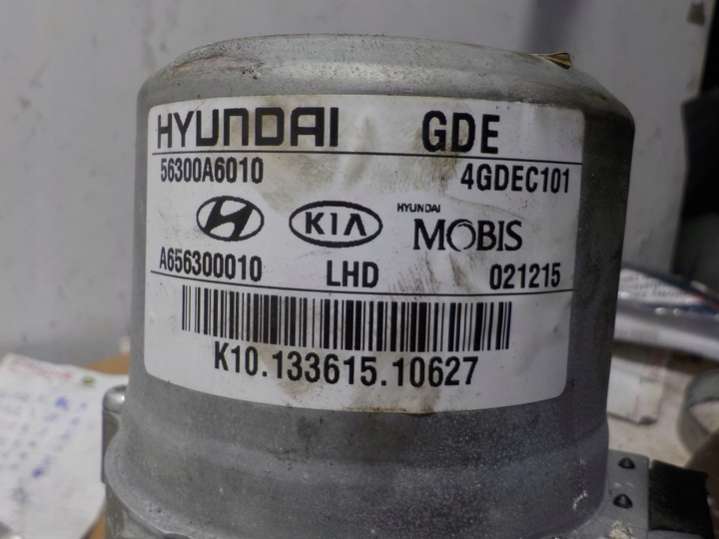 HYUNDAI GDE
56300A6010 4GDEC101
KIA HYUNDAI MOBIS
A656300010 LHD 021215
K10.133615.10627